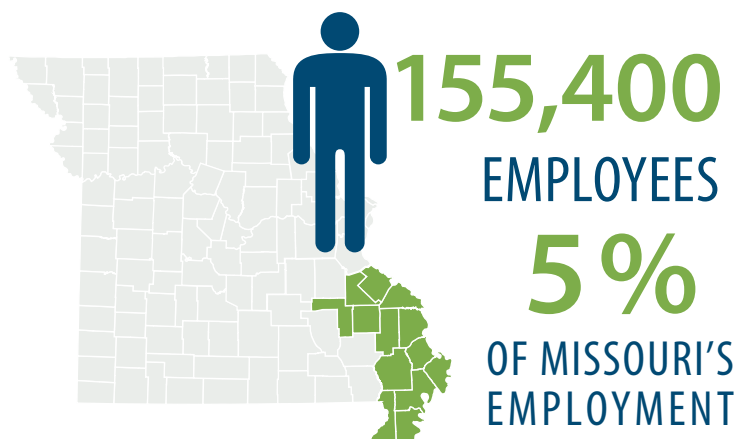 155,400
EMPLOYEES
5%
OF MISSOURI'S
EMPLOYMENT